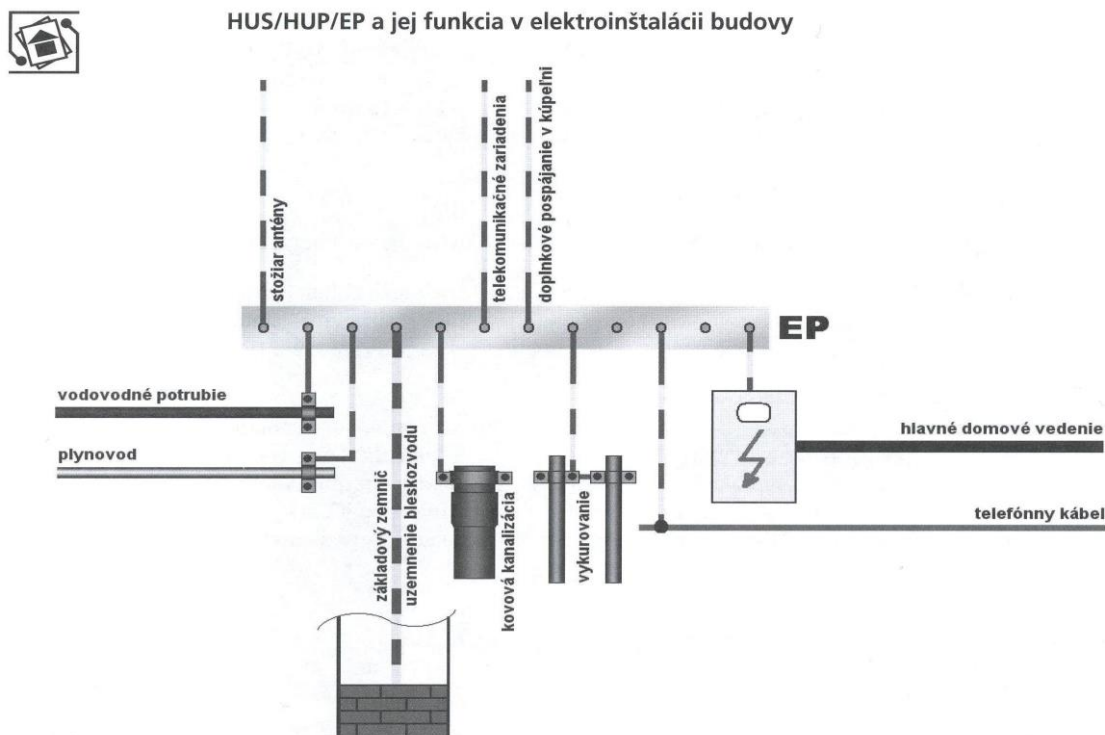 HUS/HUP/EP a jej funkcia v elektroinštalácii budovy
stožiar antény
telekomunikačné zariadenia
doplnkové pospájanie v kúpeľni
EP
vodovodné potrubie
plynovod
hlavné domové vedenie
telefónny kábel
základový zemnič
uzemnenie bleskozvodu
kovová kanalizácia
vykurovanie